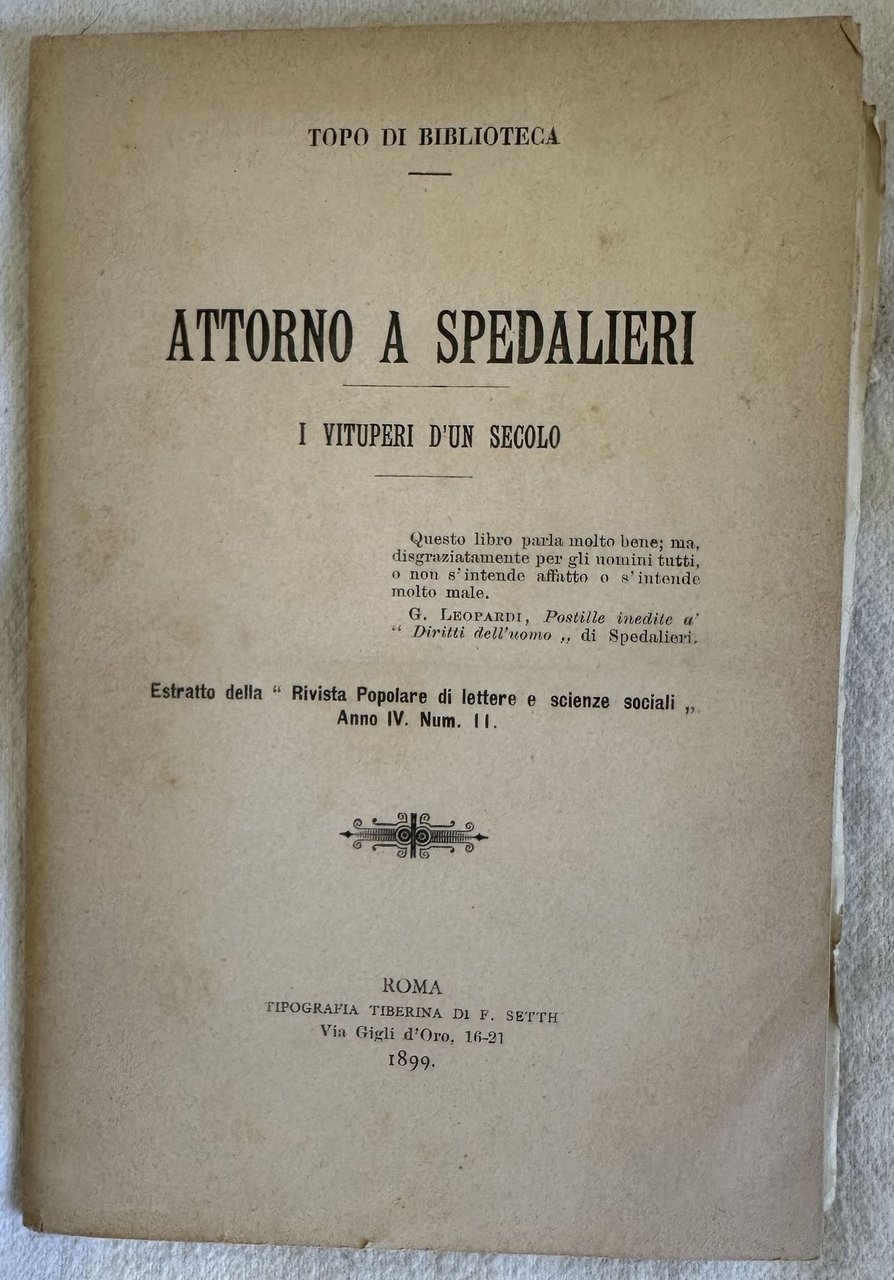 TOPO DI BIBLIOTECA
ATTORNO A SPEDALIERI
I VITUPERI D'UN SECOLO
Questo libro parla molto bene; ma,
disgraziatamente per gli uomini tutti,
o non s'intende affatto o s'intende
molto male.
G. LEOPARDI, Postille inedite a'
“ Diritti dell'uomo „ di Spedalieri.
Estratto della “ Rivista Popolare di lettere e scienze sociali „
Anno IV. Num. II.
ROMA
TIPOGRAFIA TIBERINA DI F. SETTH
Via Gigli d'Oro, 16-21
1899.